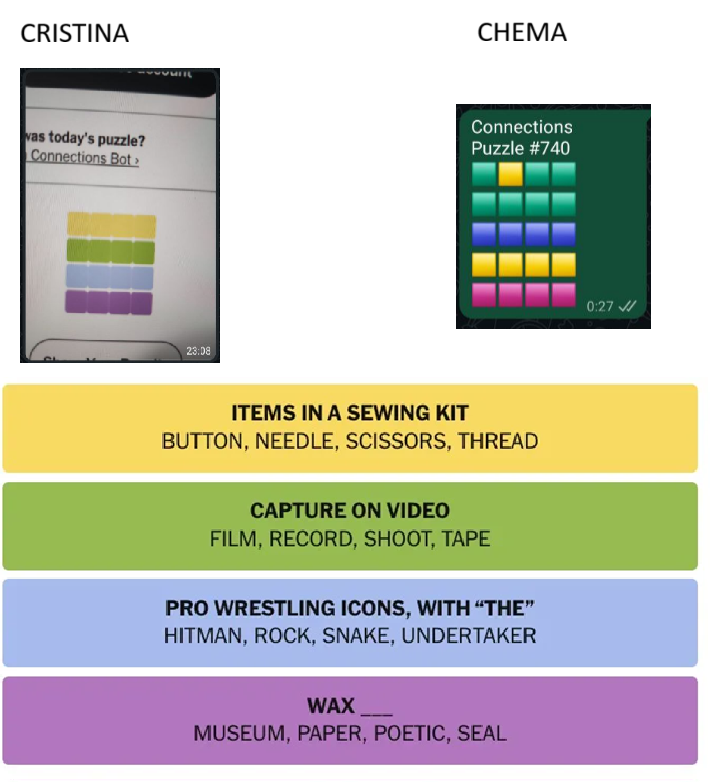 CRISTINA
CHEMA
account
was today's puzzle?
Connections Bot ›
23:08
Connections
Puzzle #740
0:27
ITEMS IN A SEWING KIT
BUTTON, NEEDLE, SCISSORS, THREAD
CAPTURE ON VIDEO
FILM, RECORD, SHOOT, TAPE
PRO WRESTLING ICONS, WITH “THE”
HITMAN, ROCK, SNAKE, UNDERTAKER
WAX ___
MUSEUM, PAPER, POETIC, SEAL